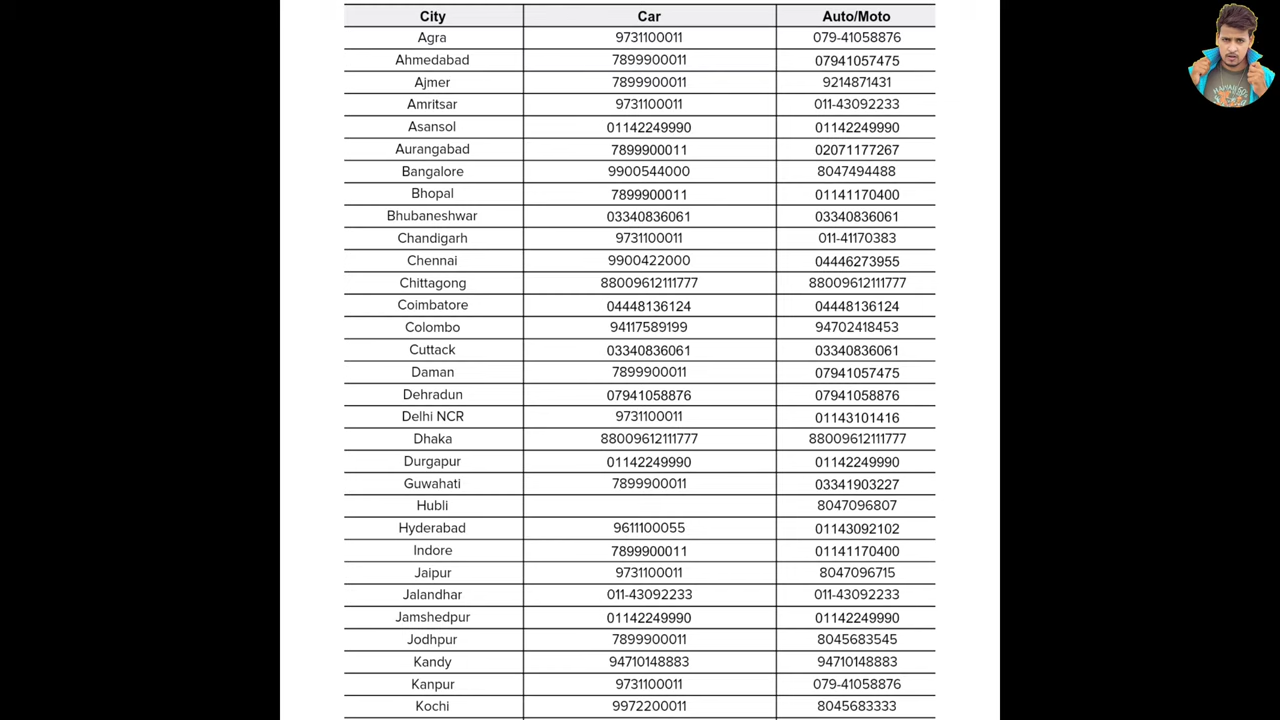 City Car Auto/Moto
Agra 9731100011 079-41058876
Ahmedabad 7899900011 07941057475
Ajmer 7899900011 9214871431
Amritsar 9731100011 011-43092233
Asansol 01142249990 01142249990
Aurangabad 7899900011 02071177267
Bangalore 9900544000 8047494488
Bhopal 7899900011 01141170400
Bhubaneshwar 03340836061 03340836061
Chandigarh 9731100011 011-41170383
Chennai 9900422000 04446273955
Chittagong 88009612111777 88009612111777
Coimbatore 04448136124 04448136124
Colombo 94117589199 94702418453
Cuttack 03340836061 03340836061
Daman 7899900011 07941057475
Dehradun 07941058876 07941058876
Delhi NCR 9731100011 01143101416
Dhaka 88009612111777 88009612111777
Durgapur 01142249990 01142249990
Guwahati 7899900011 03341903227
Hubli 8047096807
Hyderabad 9611100055 01143092102
Indore 7899900011 01141170400
Jaipur 9731100011 8047096715
Jalandhar 011-43092233 011-43092233
Jamshedpur 01142249990 01142249990
Jodhpur 7899900011 8045683545
Kandy 94710148883 94710148883
Kanpur 9731100011 079-41058876
Kochi 9972200011 8045683333